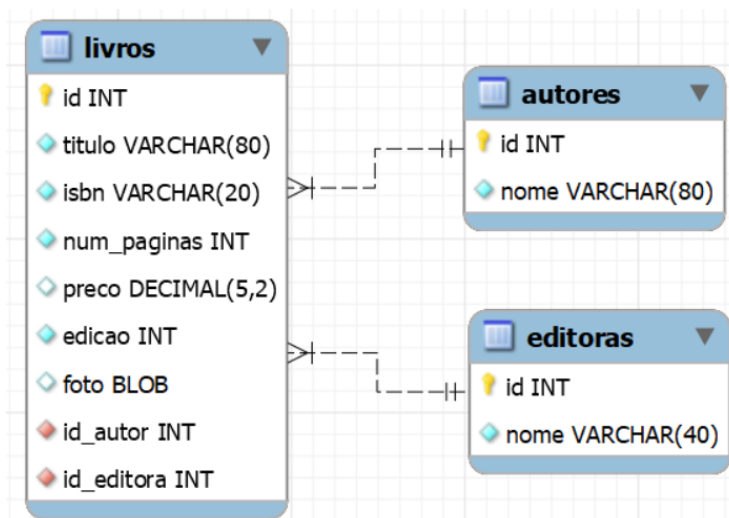 livros
id INT
titulo VARCHAR(80)
isbn VARCHAR(20)
num_paginas INT
preco DECIMAL(5,2)
edicao INT
foto BLOB
id_autor INT
id_editora INT
autores
id INT
nome VARCHAR(80)
editoras
id INT
nome VARCHAR(40)